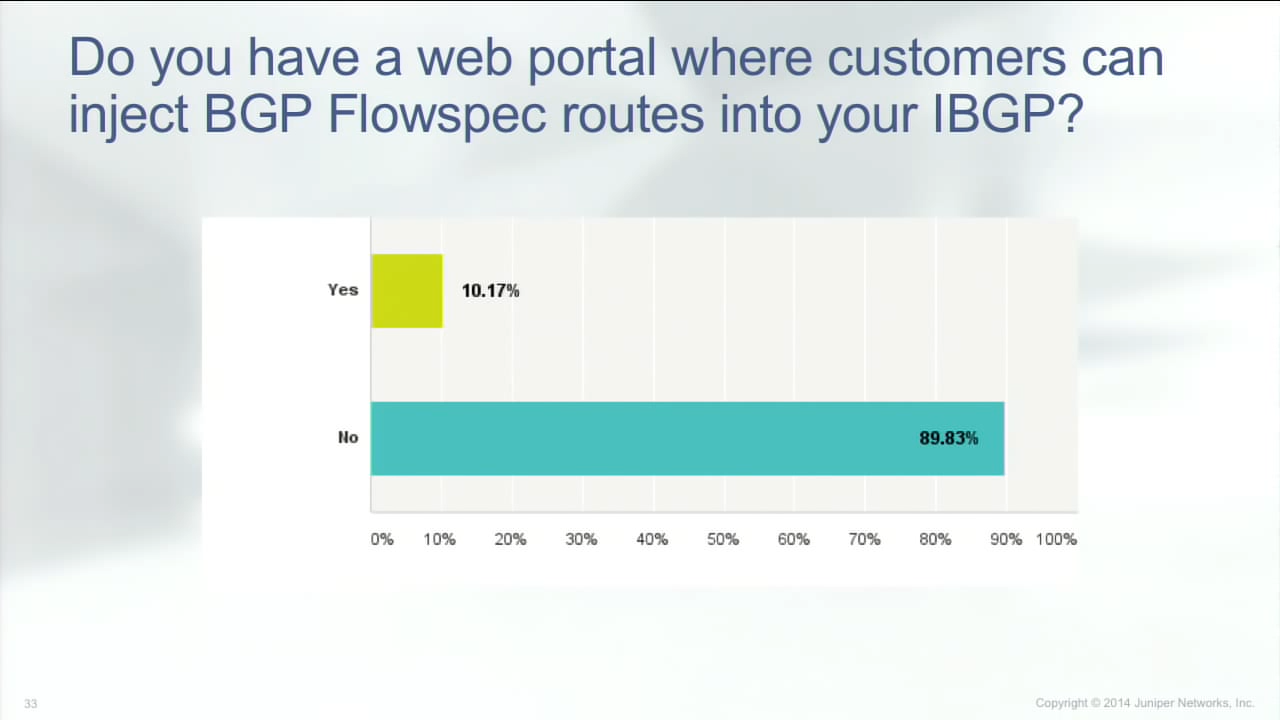 Do you have a web portal where customers can
inject BGP Flowspec routes into your IBGP?
Yes
10.17%
No
89.83%
0% 10% 20% 30% 40% 50% 60% 70% 80% 90% 100%
33
Copyright © 2014 Juniper Networks, Inc.